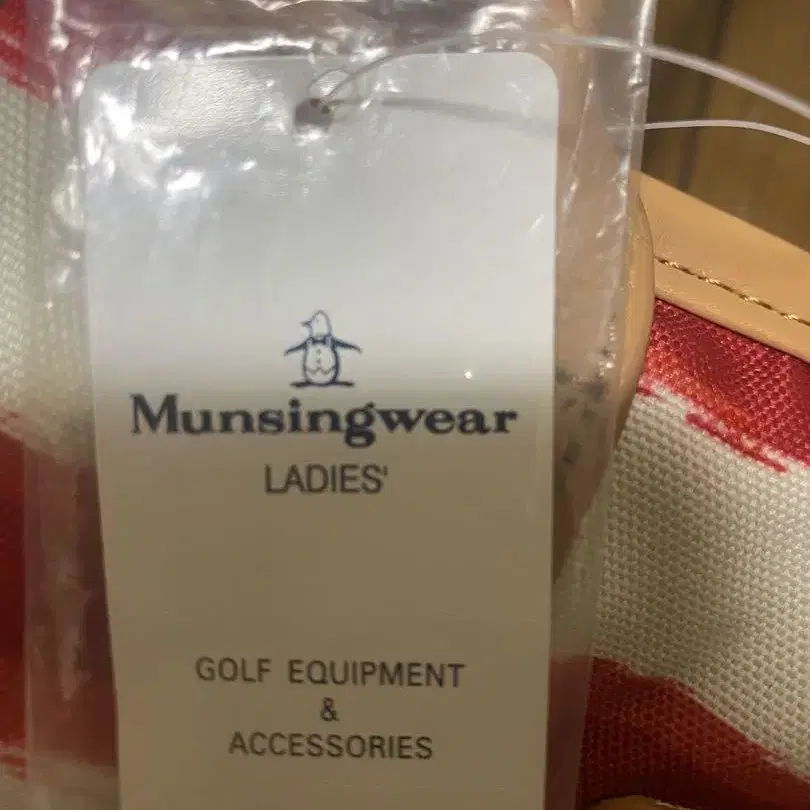 Munsingwear
LADIES'
GOLF EQUIPMENT
&
ACCESSORIES